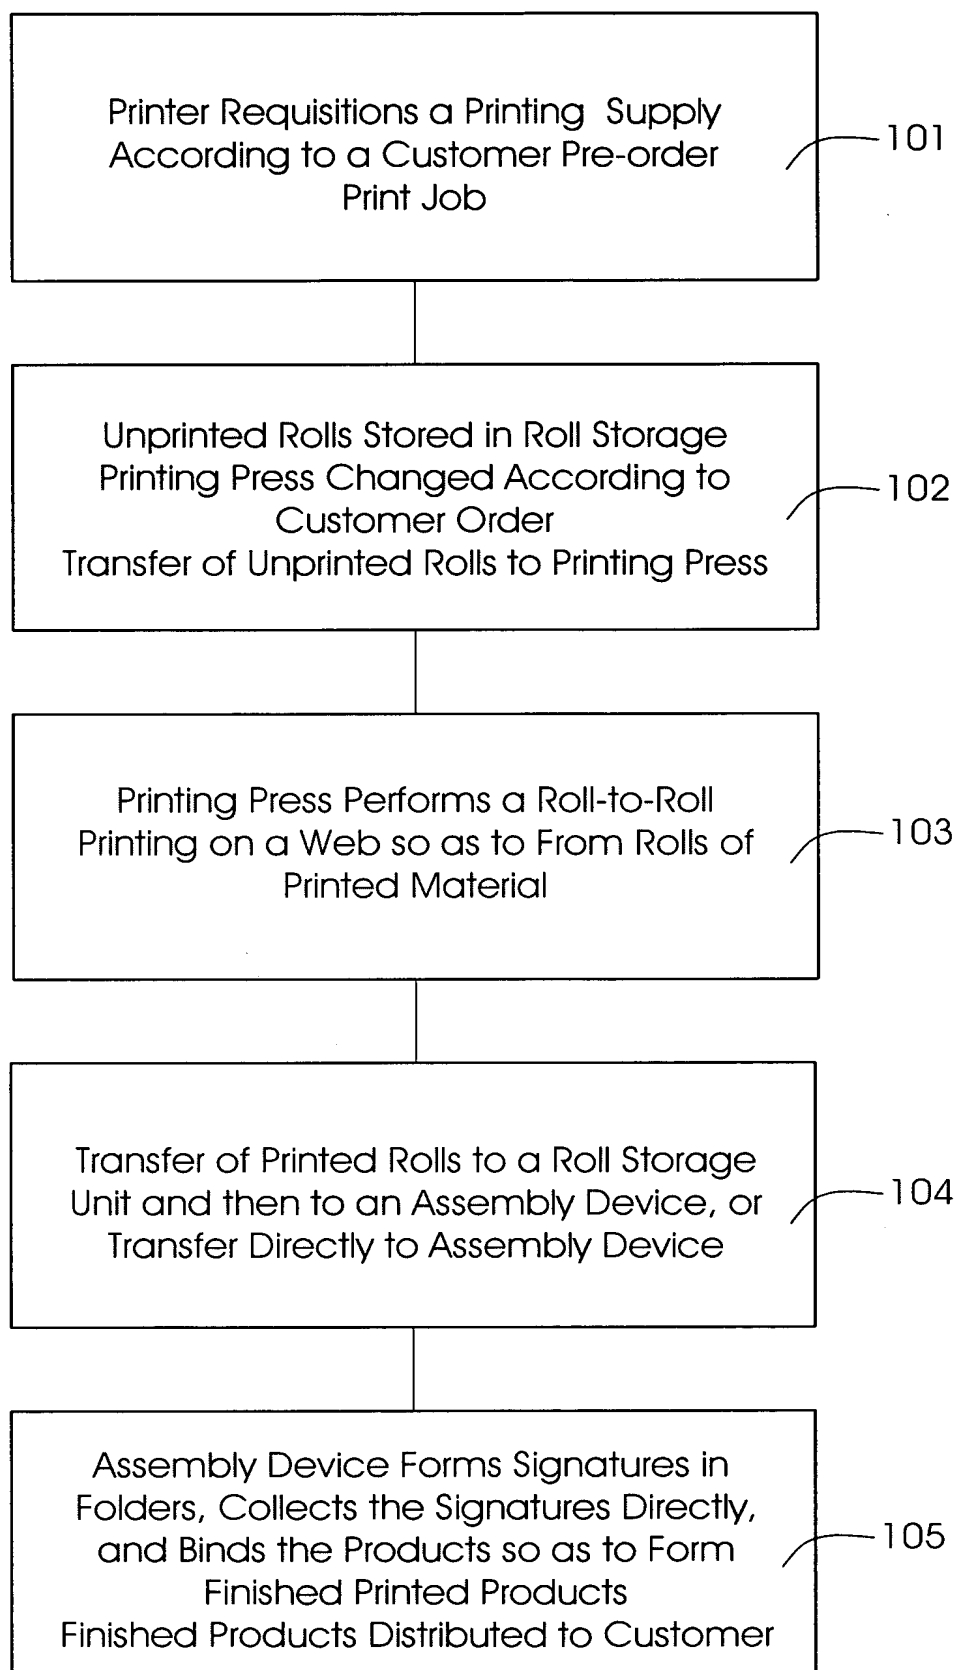 Printer Requisitions a Printing Supply
According to a Customer Pre-order
Print Job
101
Unprinted Rolls Stored in Roll Storage
Printing Press Changed According to
Customer Order
Transfer of Unprinted Rolls to Printing Press
102
Printing Press Performs a Roll-to-Roll
Printing on a Web so as to From Rolls of
Printed Material
103
Transfer of Printed Rolls to a Roll Storage
Unit and then to an Assembly Device, or
Transfer Directly to Assembly Device
104
Assembly Device Forms Signatures in
Folders, Collects the Signatures Directly,
and Binds the Products so as to Form
Finished Printed Products
Finished Products Distributed to Customer
105